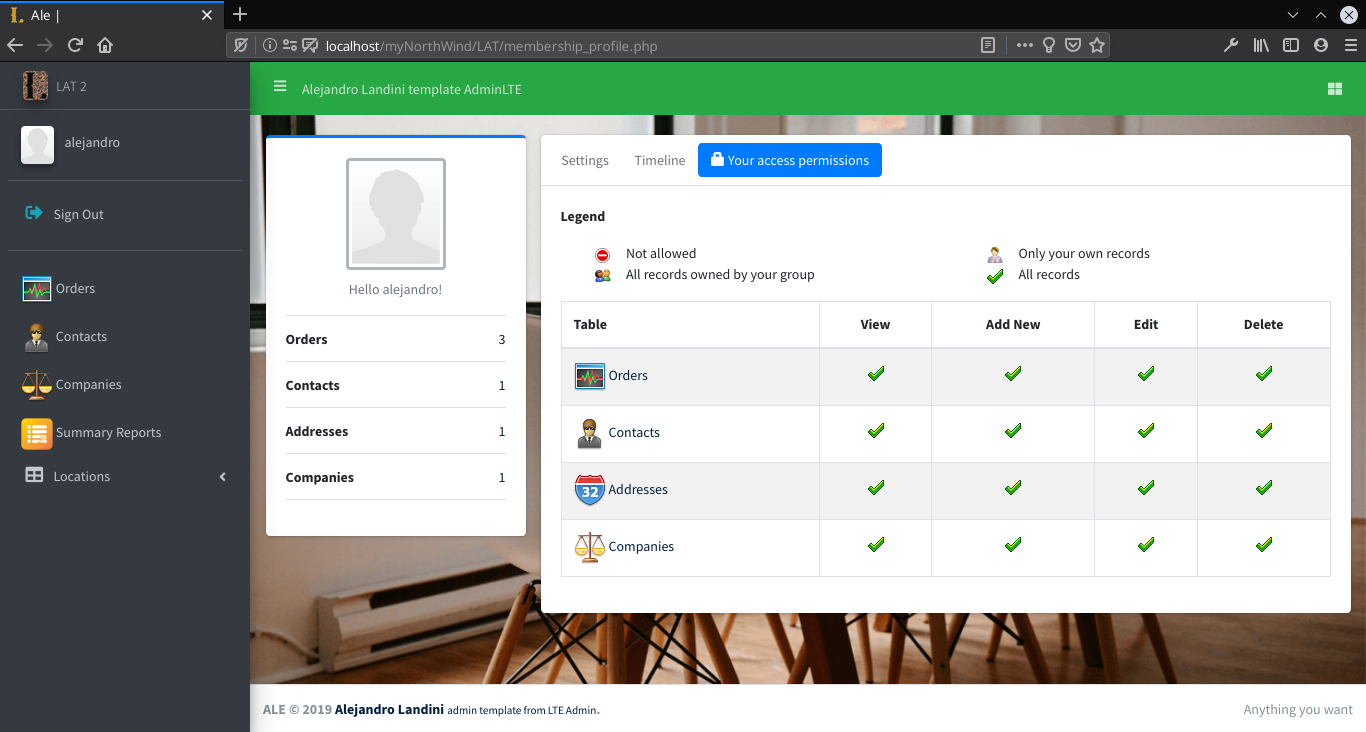 Ale |
localhost/myNorthWind/LAT/membership_profile.php
LAT 2
Alejandro Landini template AdminLTE
alejandro
Sign Out
Orders
Contacts
Companies
Summary Reports
Locations
Hello alejandro!
Orders 3
Contacts 1
Addresses 1
Companies 1
Settings Timeline Your access permissions
Legend
Not allowed Only your own records
All records owned by your group All records
Table View Add New Edit Delete
Orders
Contacts
32 Addresses
Companies
ALE © 2019 Alejandro Landini admin template from LTE Admin. Anything you want